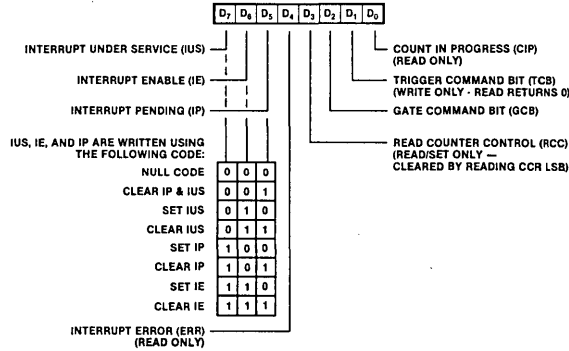 D7 D6 D5 D4 D3 D2 D1 D0
INTERRUPT UNDER SERVICE (IUS)
INTERRUPT ENABLE (IE)
INTERRUPT PENDING (IP)
IUS, IE, AND IP ARE WRITTEN USING
THE FOLLOWING CODE:
NULL CODE 0 0 0
CLEAR IP & IUS 0 0 1
SET IUS 0 1 0
CLEAR IUS 0 1 1
SET IP 1 0 0
CLEAR IP 1 0 1
SET IE 1 1 0
CLEAR IE 1 1 1
INTERRUPT ERROR (ERR)
(READ ONLY)
COUNT IN PROGRESS (CIP)
(READ ONLY)
TRIGGER COMMAND BIT (TCB)
(WRITE ONLY - READ RETURNS 0)
GATE COMMAND BIT (GCB)
READ COUNTER CONTROL (RCC)
(READ/SET ONLY —
CLEARED BY READING CCR LSB)